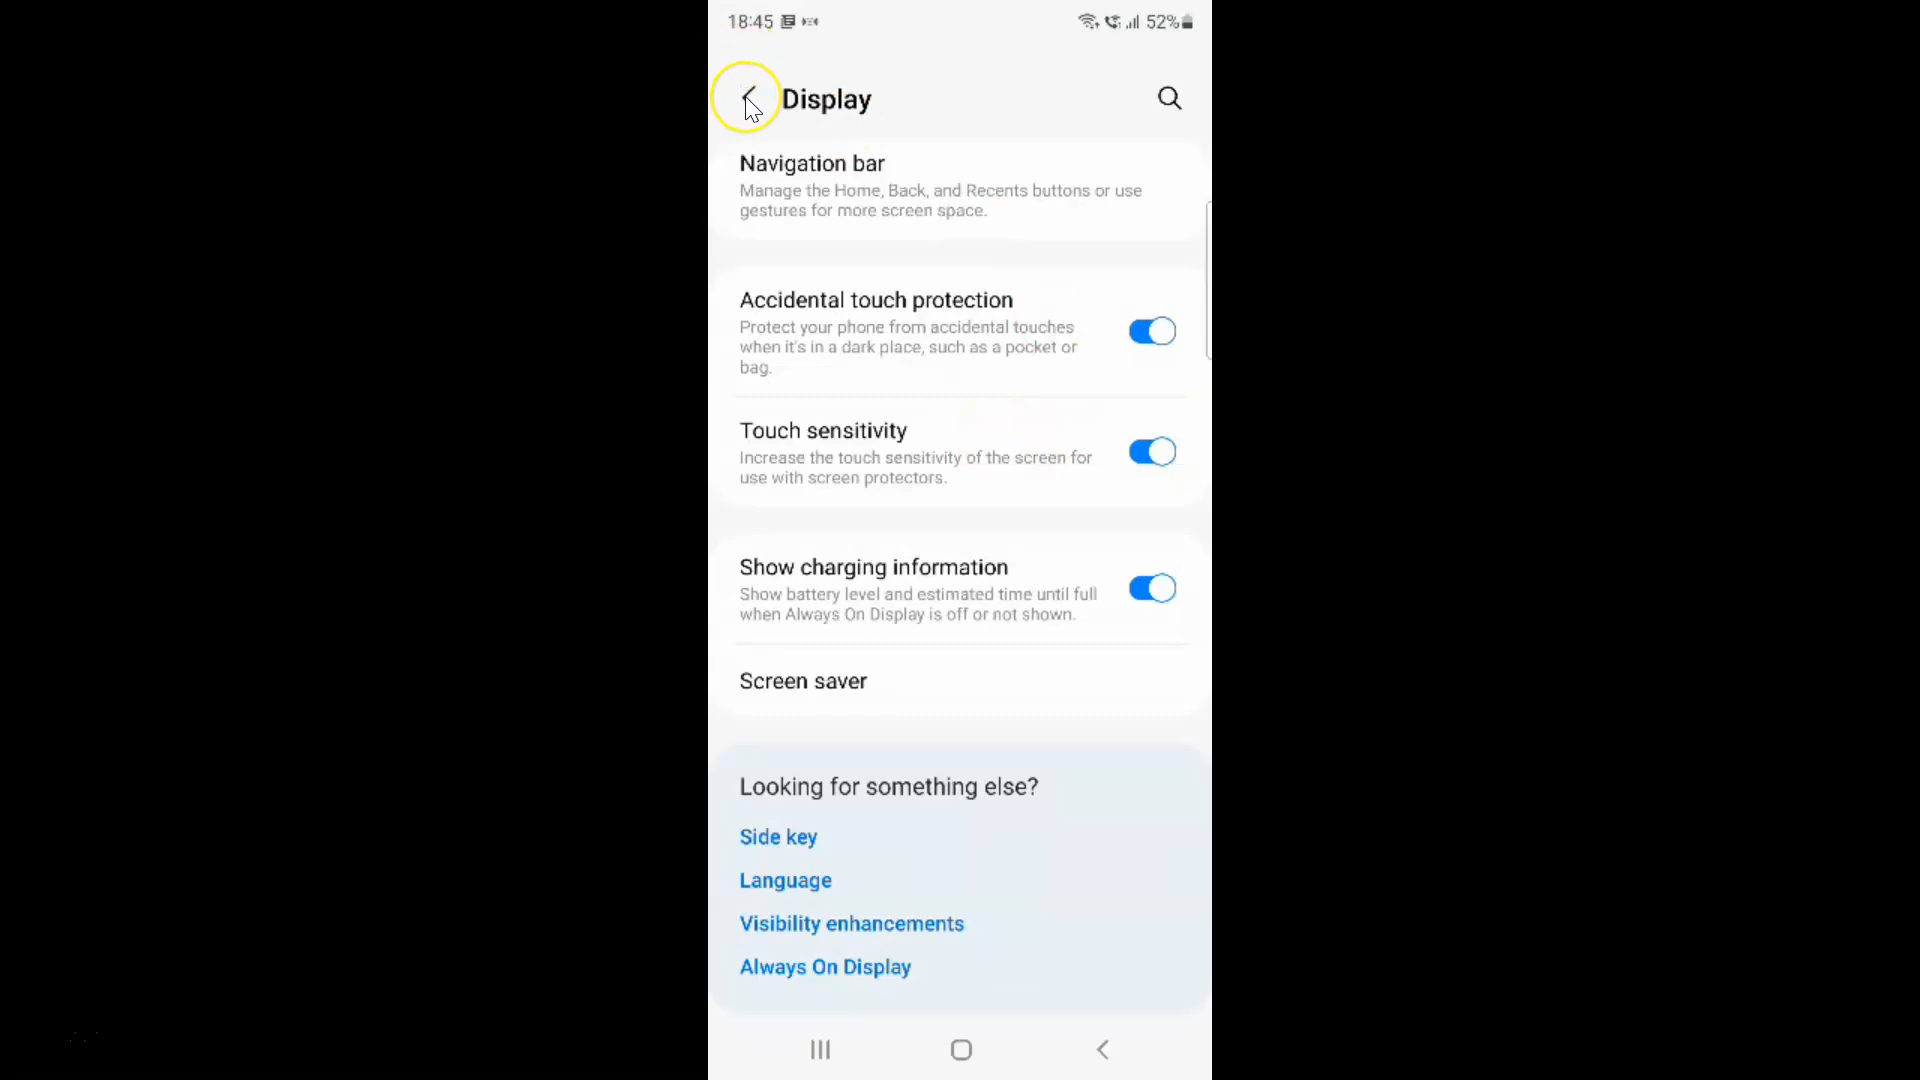 18:45 52%
Display
Navigation bar
Manage the Home, Back, and Recents buttons or use
gestures for more screen space.
Accidental touch protection
Protect your phone from accidental touches
when it's in a dark place, such as a pocket or
bag.
Touch sensitivity
Increase the touch sensitivity of the screen for
use with screen protectors.
Show charging information
Show battery level and estimated time until full
when Always On Display is off or not shown.
Screen saver
Looking for something else?
Side key
Language
Visibility enhancements
Always On Display